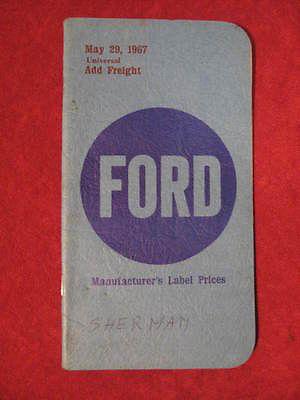 May 29, 1967
Universal
Add Freight
FORD
Manufacturer's Label Prices
SHERMAN